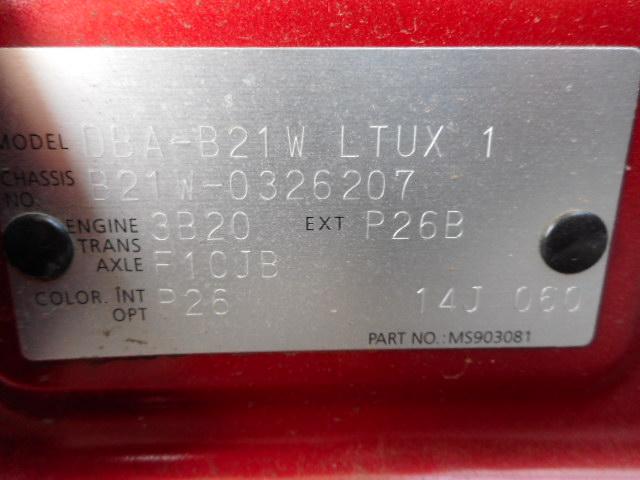 MODEL DBA-B21W LTUX 1
CHASSIS NO. B21W-0326207
ENGINE 3B20 EXT P26B
TRANS AXLE F1CJB
COLOR. INT OPT P26 14J 060
PART NO.: MS903081